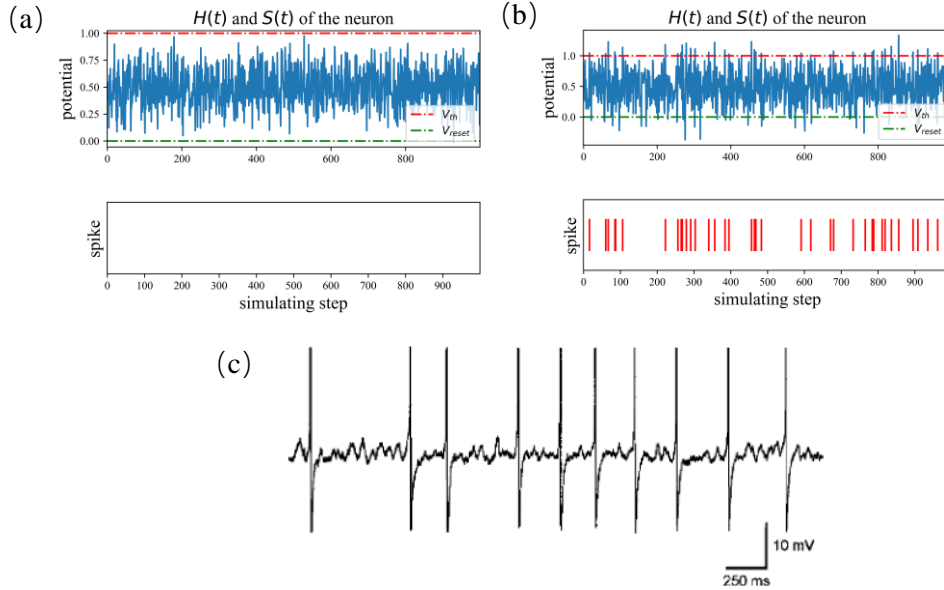 (a)
H(t) and S(t) of the neuron
potential
1.00
0.75
0.50
0.25
0.00
V_th
V_reset
0 200 400 600 800
spike
0 100 200 300 400 500 600 700 800 900
simulating step
(b)
H(t) and S(t) of the neuron
potential
1.0
0.5
0.0
V_th
V_reset
0 200 400 600 800
spike
0 100 200 300 400 500 600 700 800 900
simulating step
(c)
10 mV
250 ms